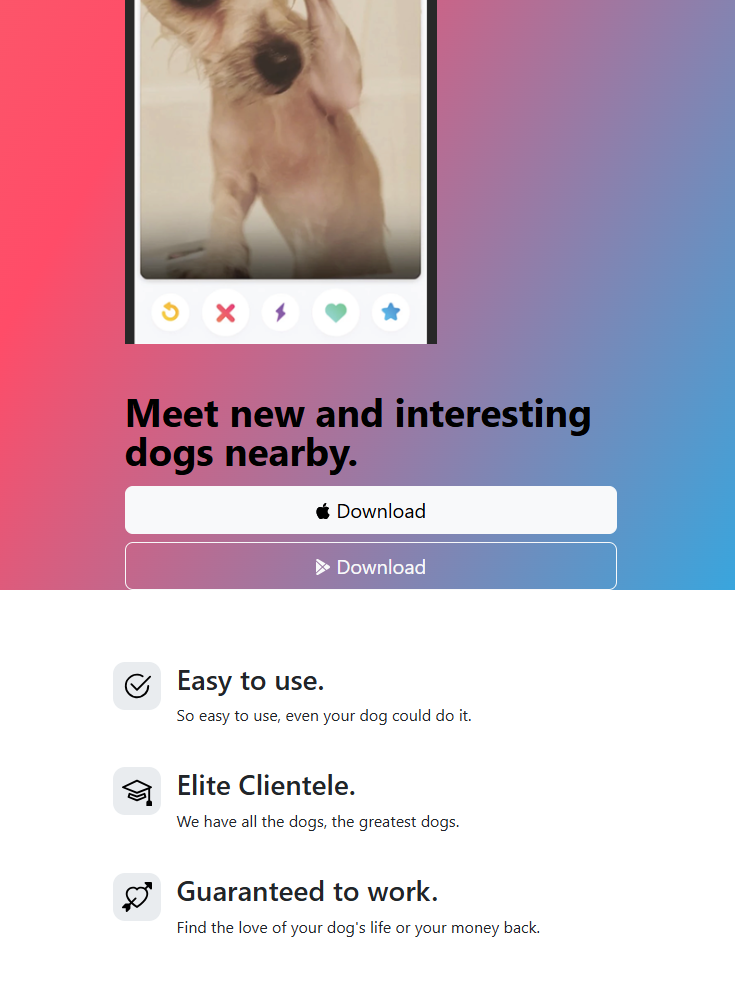 Meet new and interesting
dogs nearby.
Download
Download
Easy to use.
So easy to use, even your dog could do it.
Elite Clientele.
We have all the dogs, the greatest dogs.
Guaranteed to work.
Find the love of your dog's life or your money back.